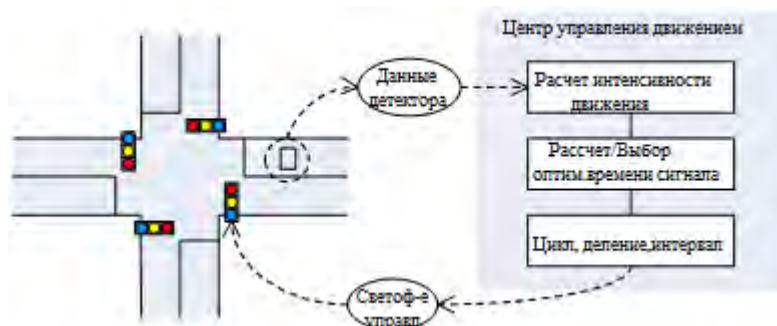 Центр управления движением
Данные
детектора
Расчет интенсивности
движения
Рассчет/Выбор
оптим.времени сигнала
Цикл, деление,интервал
Светоф-е
управл.